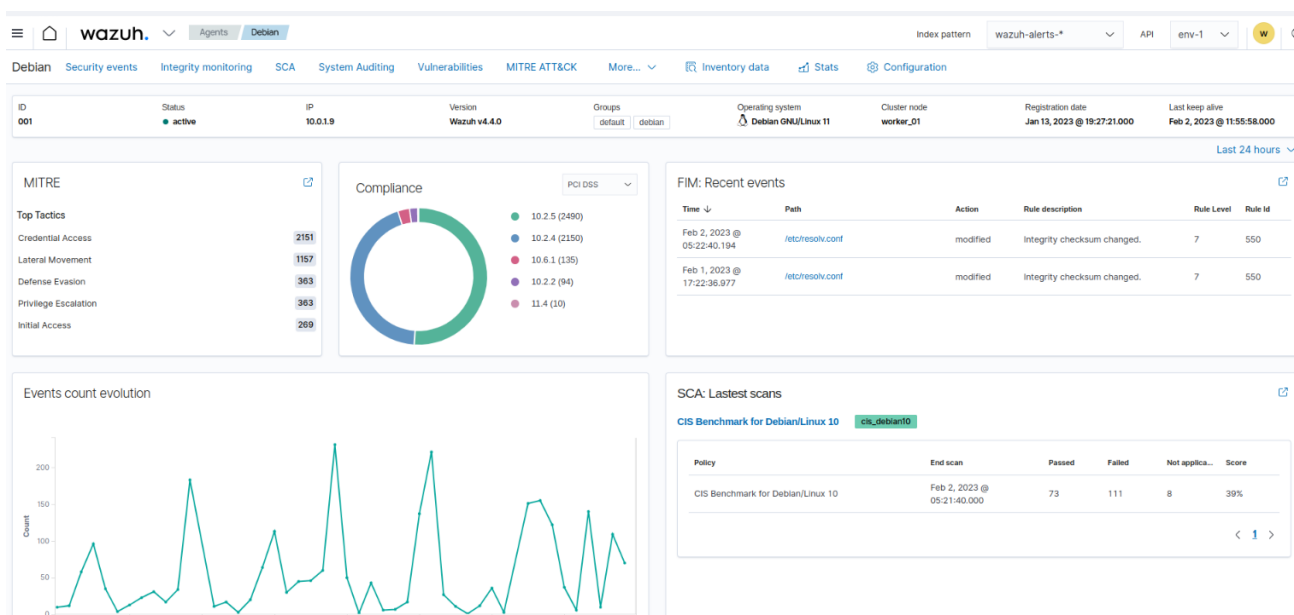 wazuh. Agents Debian Index pattern wazuh-alerts-* API env-1 W
Debian Security events Integrity monitoring SCA System Auditing Vulnerabilities MITRE ATT&CK More... Inventory data Stats Configuration
ID Status IP Version Groups Operating system Cluster node Registration date Last keep alive
001 active 10.0.1.9 Wazuh v4.4.0 default debian Debian GNU/Linux 11 worker_01 Jan 13, 2023 @ 19:27:21.000 Feb 2, 2023 @ 11:55:58.000
Last 24 hours
MITRE
Top Tactics
Credential Access 2151
Lateral Movement 1157
Defense Evasion 363
Privilege Escalation 363
Initial Access 269
Compliance PCI DSS
10.2.5 (2490)
10.2.4 (2150)
10.6.1 (135)
10.2.2 (94)
11.4 (10)
FIM: Recent events
Time Path Action Rule description Rule Level Rule Id
Feb 2, 2023 @
05:22:40.194 /etc/resolv.conf modified Integrity checksum changed. 7 550
Feb 1, 2023 @
17:22:36.977 /etc/resolv.conf modified Integrity checksum changed. 7 550
Events count evolution
Count
200
150
100
50
0
SCA: Lastest scans
CIS Benchmark for Debian/Linux 10 cis_debian10
Policy End scan Passed Failed Not applica... Score
CIS Benchmark for Debian/Linux 10 Feb 2, 2023 @
05:21:40.000 73 111 8 39%
1